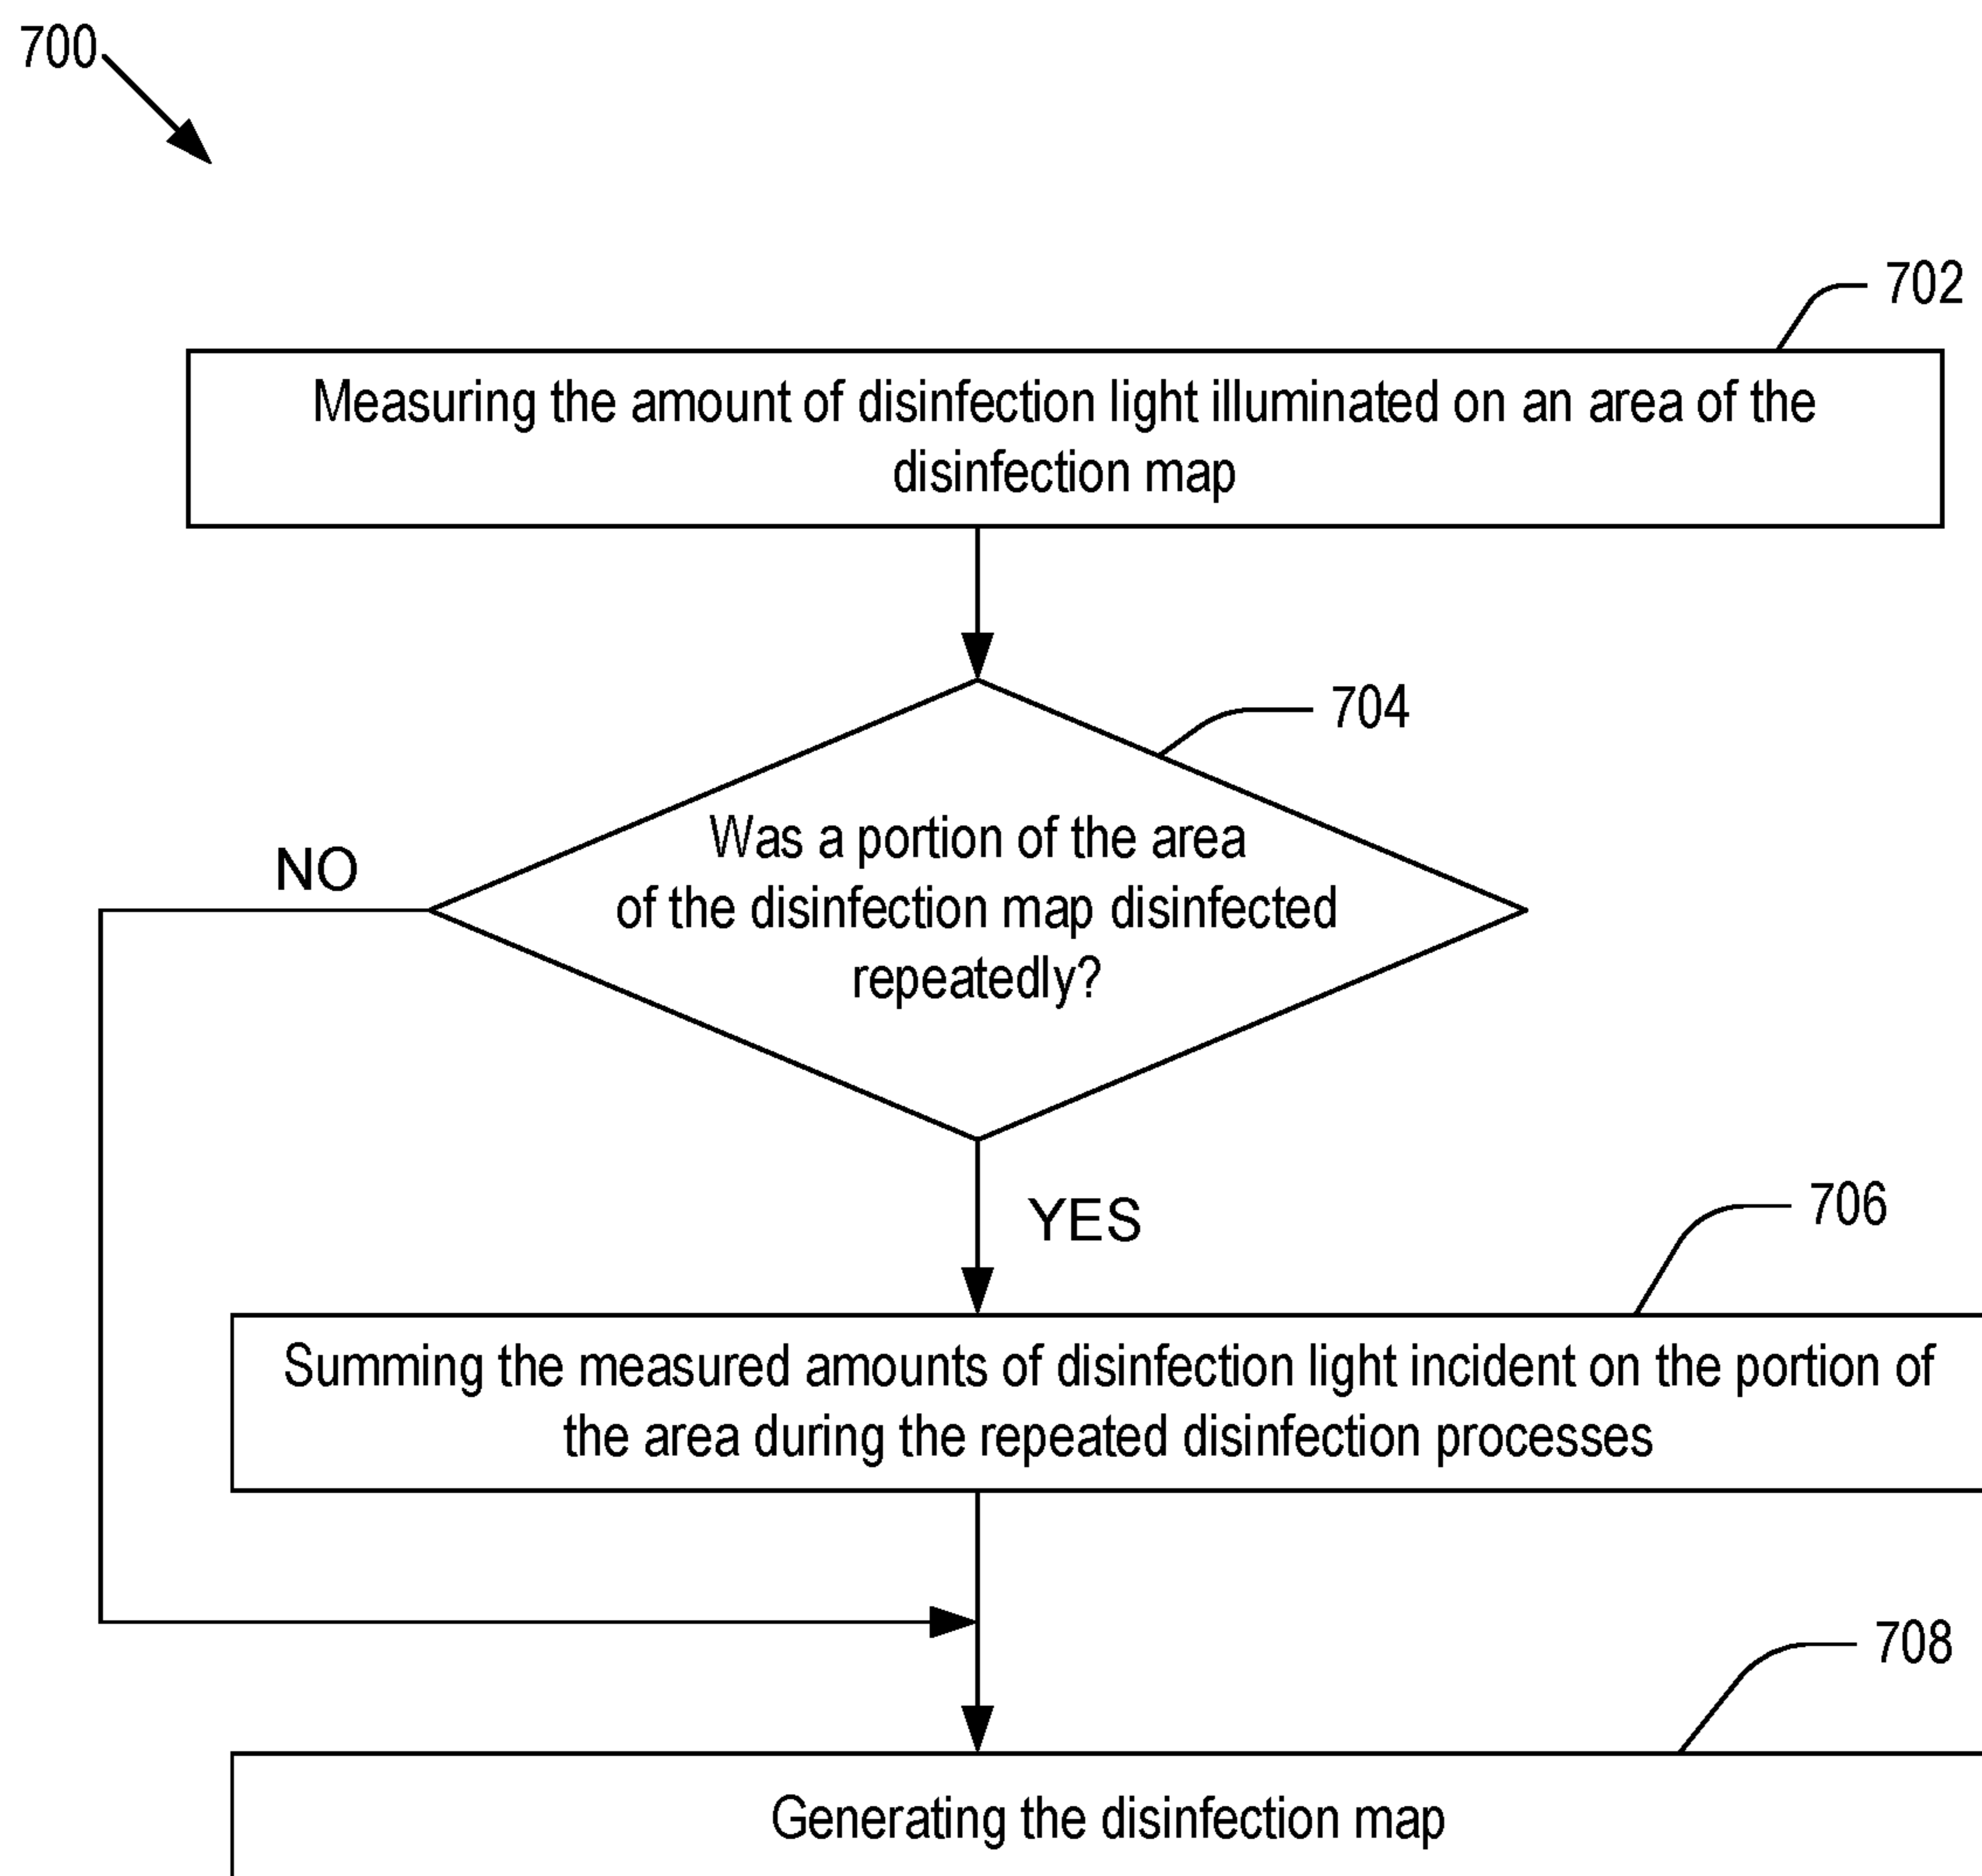 700
702
Measuring the amount of disinfection light illuminated on an area of the
disinfection map
704
Was a portion of the area
of the disinfection map disinfected
repeatedly?
NO
YES
706
Summing the measured amounts of disinfection light incident on the portion of
the area during the repeated disinfection processes
708
Generating the disinfection map